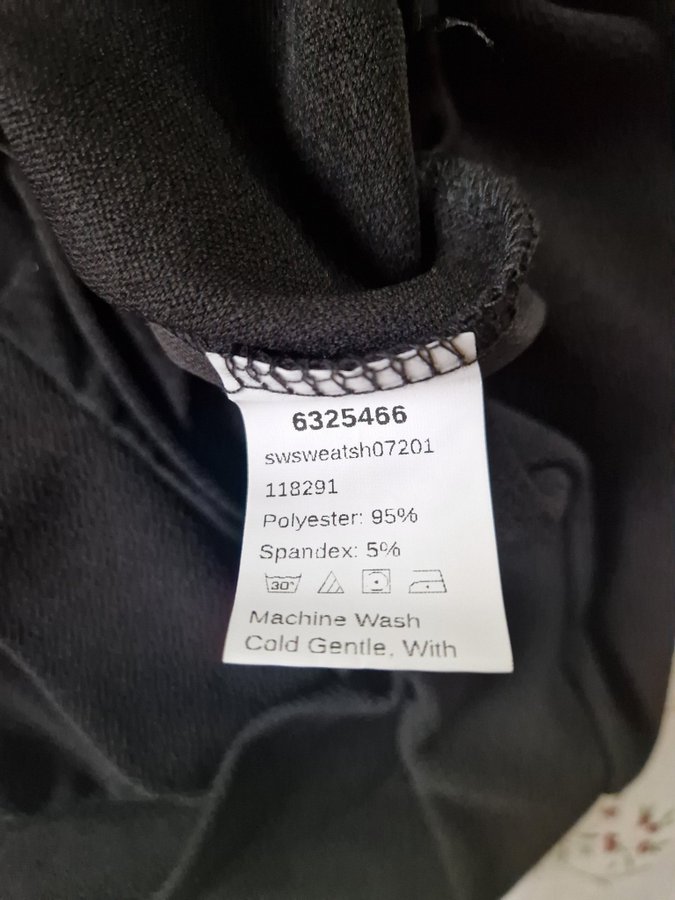 6325466
swsweatsh07201
118291
Polyester: 95%
Spandex: 5%
30°
Machine Wash
Cold Gentle, With